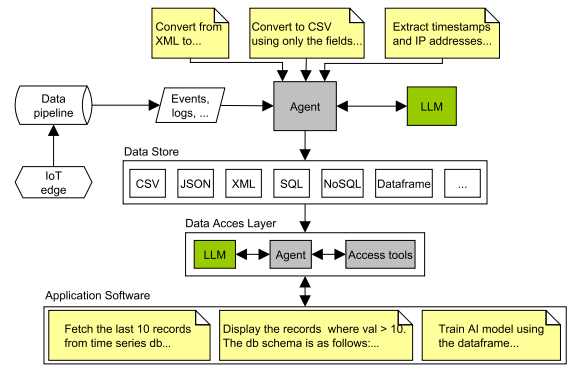 Convert from
XML to...
Convert to CSV
using only the fields...
Extract timestamps
and IP addresses...
Data
pipeline
Events,
logs, ...
Agent
LLM
IoT
edge
Data Store
CSV
JSON
XML
SQL
NoSQL
Dataframe
...
Data Acces Layer
LLM
Agent
Access tools
Application Software
Fetch the last 10 records
from time series db...
Display the records where val > 10.
The db schema is as follows:...
Train AI model using
the dataframe...